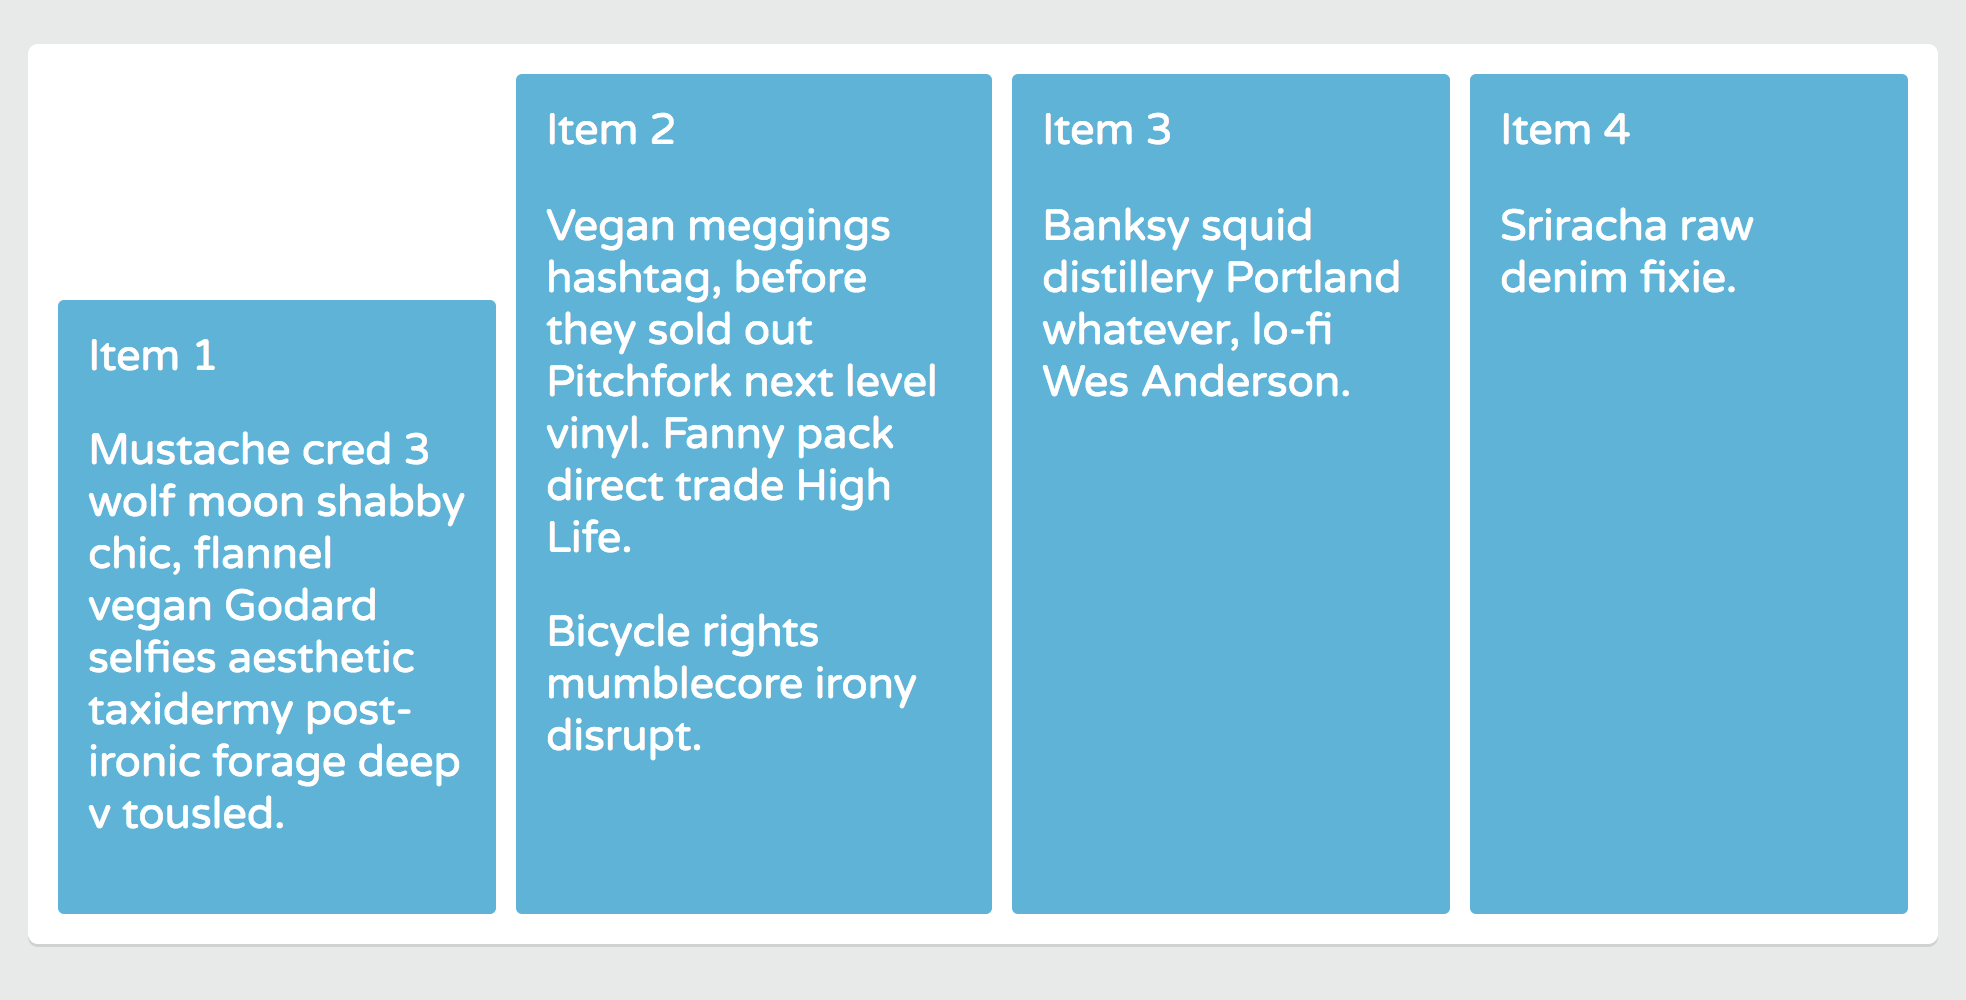 Item 1
Mustache cred 3
wolf moon shabby
chic, flannel
vegan Godard
selfies aesthetic
taxidermy post-
ironic forage deep
v tousled.
Item 2
Vegan meggings
hashtag, before
they sold out
Pitchfork next level
vinyl. Fanny pack
direct trade High
Life.
Bicycle rights
mumblecore irony
disrupt.
Item 3
Banksy squid
distillery Portland
whatever, lo-fi
Wes Anderson.
Item 4
Sriracha raw
denim fixie.